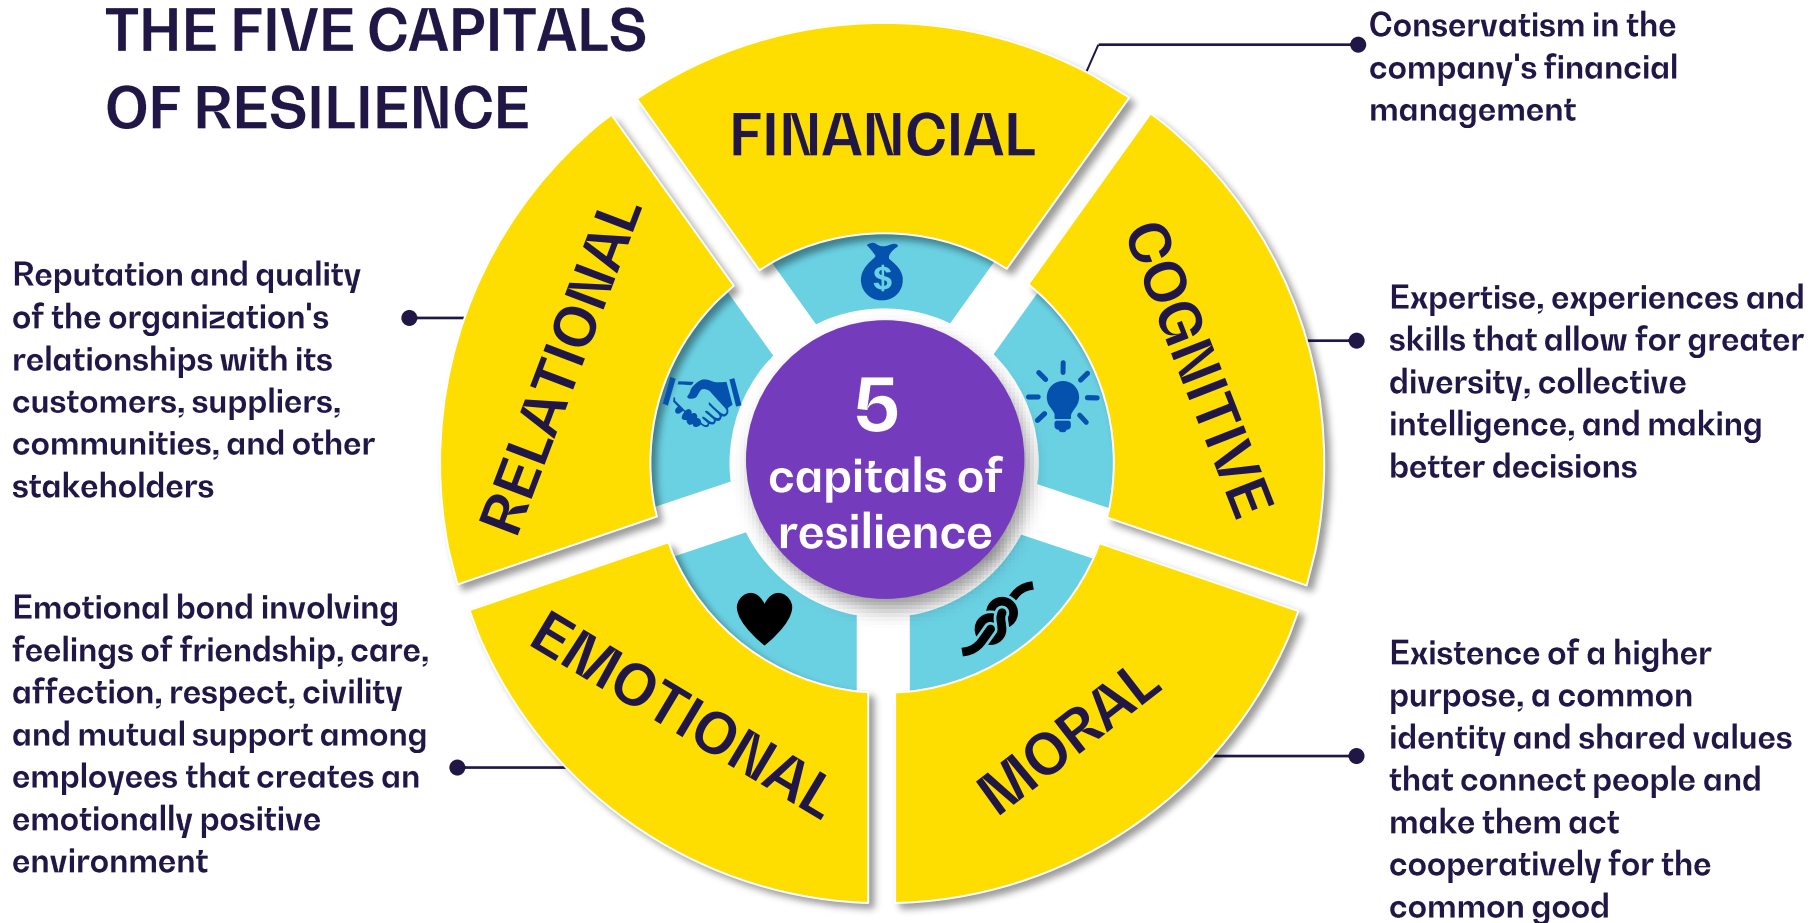 THE FIVE CAPITALS
OF RESILIENCE
FINANCIAL
Conservatism in the
company's financial
management
COGNITIVE
Expertise, experiences and
skills that allow for greater
diversity, collective
intelligence, and making
better decisions
MORAL
Existence of a higher
purpose, a common
identity and shared values
that connect people and
make them act
cooperatively for the
common good
EMOTIONAL
Emotional bond involving
feelings of friendship, care,
affection, respect, civility
and mutual support among
employees that creates an
emotionally positive
environment
RELATIONAL
Reputation and quality
of the organization's
relationships with its
customers, suppliers,
communities, and other
stakeholders
$
5
capitals of
resilience